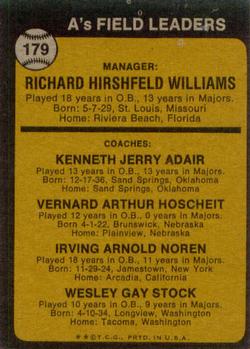 A's FIELD LEADERS
179
MANAGER:
RICHARD HIRSHFELD WILLIAMS
Played 18 years in O.B., 13 years in Majors.
Born: 5-7-29, St. Louis, Missouri
Home: Riviera Beach, Florida
COACHES:
KENNETH JERRY ADAIR
Played 13 years in O.B., 13 years in Majors.
Born: 12-17-36, Sand Springs, Oklahoma
Home: Sand Springs, Oklahoma
VERNARD ARTHUR HOSCHEIT
Played 12 years in O.B., 0 years in Majors.
Born 4-1-22, Brunswick, Nebraska
Home: Plainview, Nebraska
IRVING ARNOLD NOREN
Played 18 years in O.B., 11 years in Majors.
Born: 11-29-24, Jamestown, New York
Home: Arcadia, California
WESLEY GAY STOCK
Played 10 years in O.B., 9 years in Majors.
Born: 4-10-34, Longview, Washington
Home: Tacoma, Washington
**© T.C.G., PRTD. IN U.S.A.